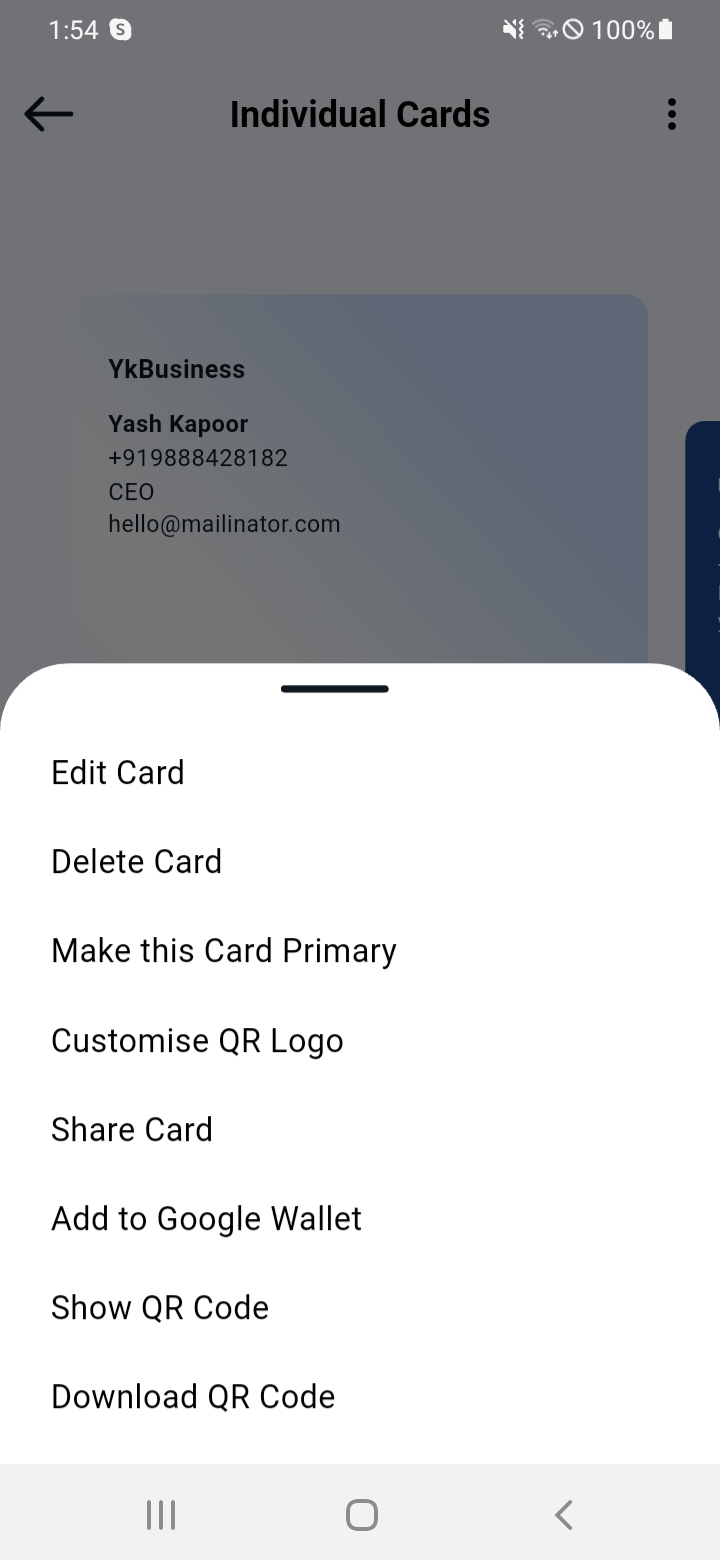 1:54 S 100%
Individual Cards
YkBusiness
Yash Kapoor
+919888428182
CEO
hello@mailinator.com
Edit Card
Delete Card
Make this Card Primary
Customise QR Logo
Share Card
Add to Google Wallet
Show QR Code
Download QR Code